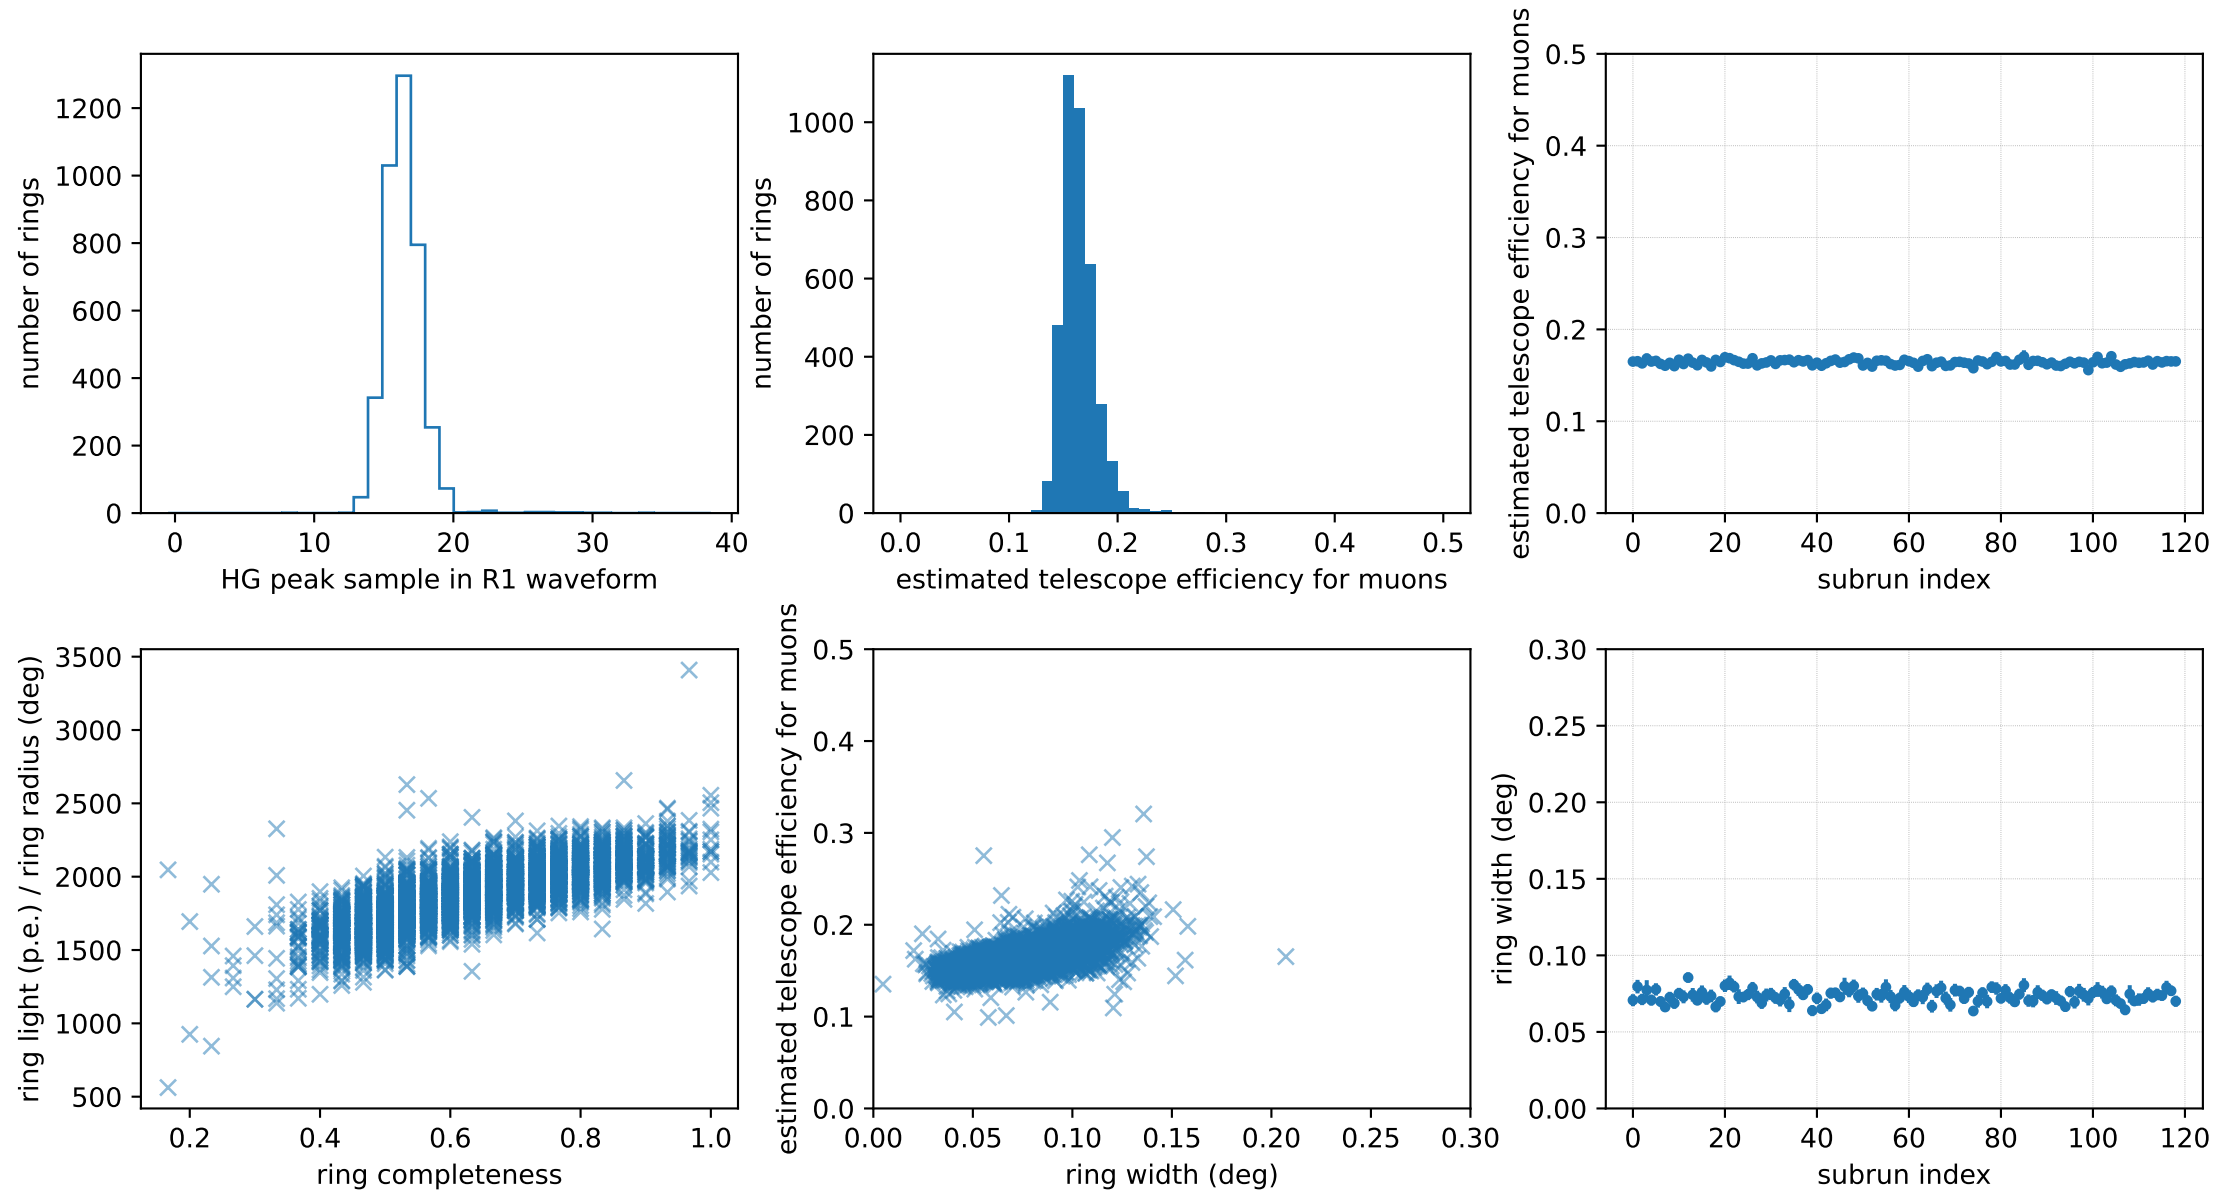 1200
1000
800
600
400
200
0
number of rings
0 10 20 30 40
HG peak sample in R1 waveform
1000
800
600
400
200
0
number of rings
0.0 0.1 0.2 0.3 0.4 0.5
estimated telescope efficiency for muons
0.5
0.4
0.3
0.2
0.1
0.0
estimated telescope efficiency for muons
0 20 40 60 80 100 120
subrun index
3500
3000
2500
2000
1500
1000
500
ring light (p.e.) / ring radius (deg)
0.2 0.4 0.6 0.8 1.0
ring completeness
0.5
0.4
0.3
0.2
0.1
0.0
estimated telescope efficiency for muons
0.00 0.05 0.10 0.15 0.20 0.25 0.30
ring width (deg)
0.30
0.25
0.20
0.15
0.10
0.05
0.00
ring width (deg)
0 20 40 60 80 100 120
subrun index